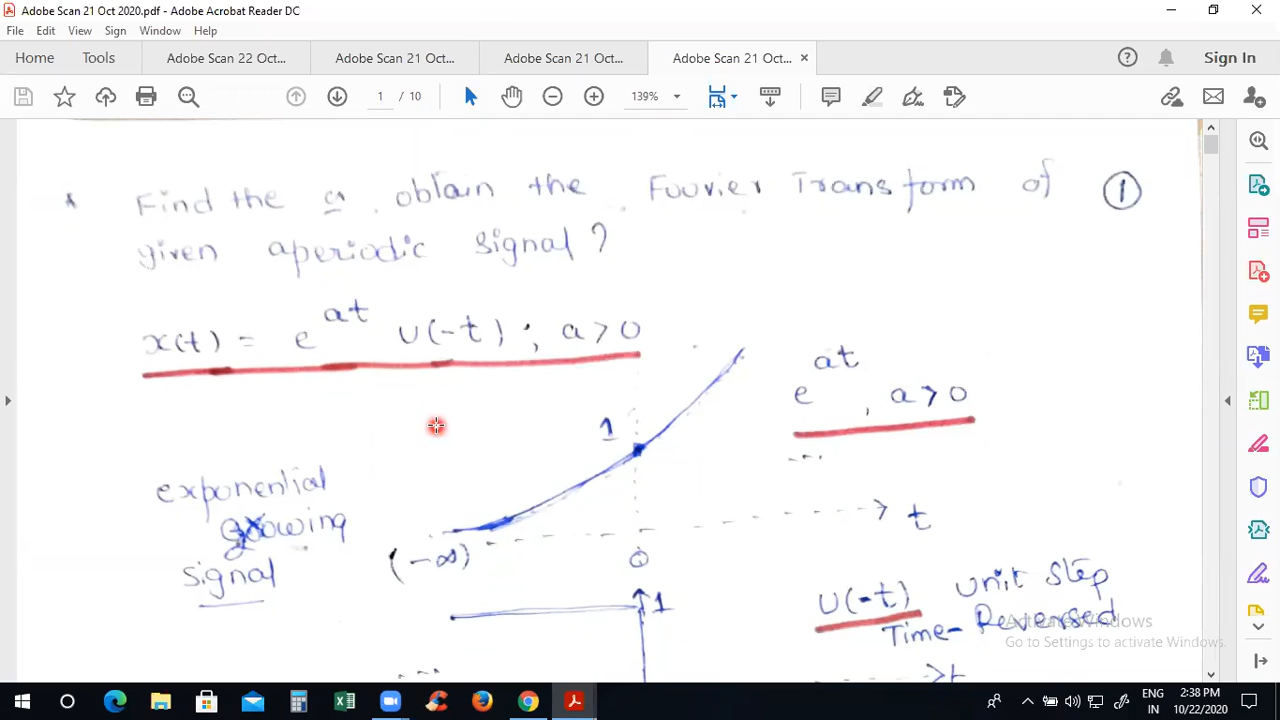 Adobe Scan 21 Oct 2020.pdf - Adobe Acrobat Reader DC
File Edit View Sign Window Help
Home Tools Adobe Scan 22 Oct... Adobe Scan 21 Oct... Adobe Scan 21 Oct... Adobe Scan 21 Oct... × Sign In
1 / 10 139%
* Find the or obtain the Fourier Transform of 1
given aperiodic signal?
x(t) = e^at u(-t) ; a>0
e^at , a>0
1
exponential
growing
signal
t
(-∞) 0
1
u(-t) Unit Step
Time-Reversed
t
Activate Windows
Go to Settings to activate Windows.
ENG 2:38 PM
IN 10/22/2020